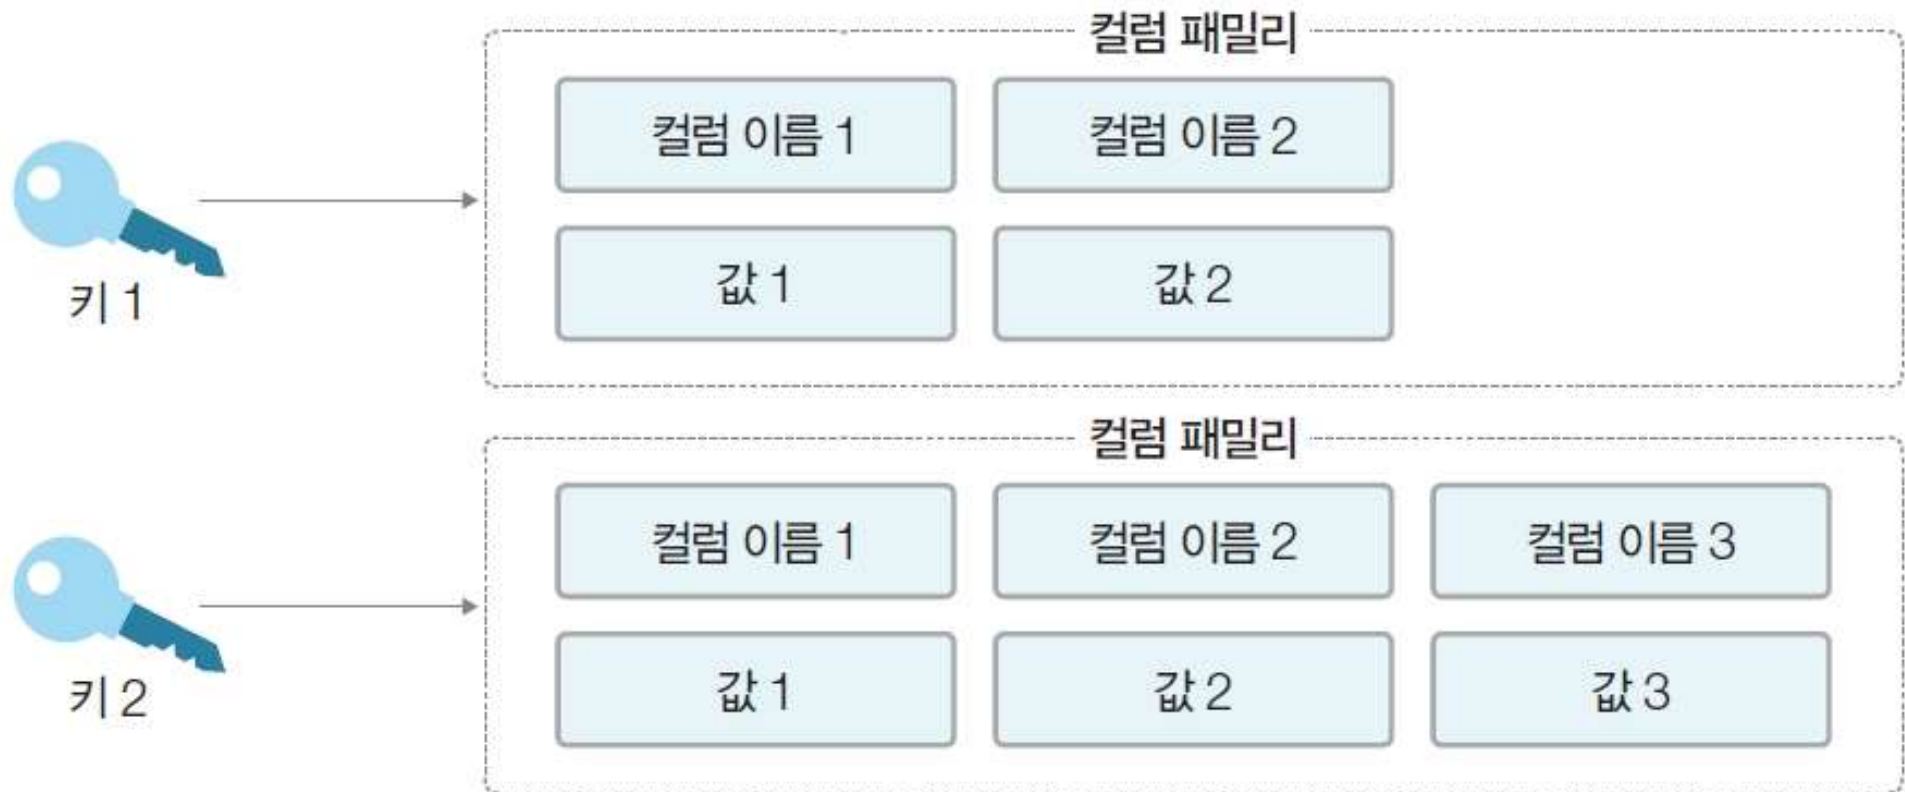 컬럼 패밀리
컬럼 이름 1
컬럼 이름 2
키 1
값 1
값 2
컬럼 패밀리
컬럼 이름 1
컬럼 이름 2
컬럼 이름 3
키 2
값 1
값 2
값 3